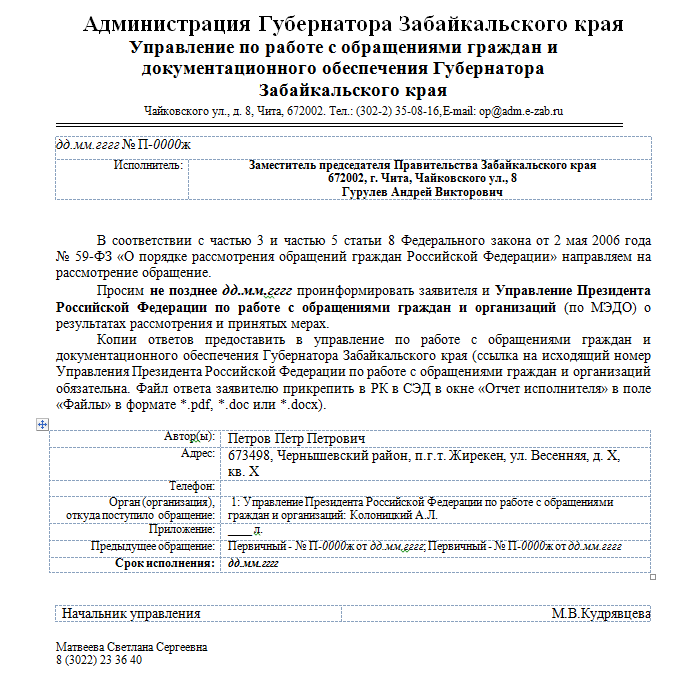 Администрация Губернатора Забайкальского края
Управление по работе с обращениями граждан и
документационного обеспечения Губернатора
Забайкальского края
Чайковского ул., д. 8, Чита, 672002. Тел.: (302-2) 35-08-16,E-mail: op@adm.e-zab.ru
дд.мм.гггг № П-0000ж
Исполнитель:
Заместитель председателя Правительства Забайкальского края
672002, г. Чита, Чайковского ул., 8
Гурулев Андрей Викторович
В соответствии с частью 3 и частью 5 статьи 8 Федерального закона от 2 мая 2006 года
№ 59-ФЗ «О порядке рассмотрения обращений граждан Российской Федерации» направляем на
рассмотрение обращение.
Просим не позднее дд.мм.гггг проинформировать заявителя и Управление Президента
Российской Федерации по работе с обращениями граждан и организаций (по МЭДО) о
результатах рассмотрения и принятых мерах.
Копии ответов предоставить в управление по работе с обращениями граждан и
документационного обеспечения Губернатора Забайкальского края (ссылка на исходящий номер
Управления Президента Российской Федерации по работе с обращениями граждан и организаций
обязательна. Файл ответа заявителю прикрепить в РК в СЭД в окне «Отчет исполнителя» в поле
«Файлы» в формате *.pdf, *.doc или *.docx).
Автор(ы): Петров Петр Петрович
Адрес: 673498, Чернышевский район, п.г.т. Жирекен, ул. Весенняя, д. Х,
кв. Х
Телефон:
Орган (организация), 1: Управление Президента Российской Федерации по работе с обращениями
откуда поступило обращение: граждан и организаций: Колоницкий А.Л.
Приложение: ____ д.
Предыдущее обращение: Первичный - № П-0000ж от дд.мм.гггг; Первичный - № П-0000ж от дд.мм.гггг
Срок исполнения: дд.мм.гггг
Начальник управления М.В.Кудрявцева
Матвеева Светлана Сергеевна
8 (3022) 23 36 40